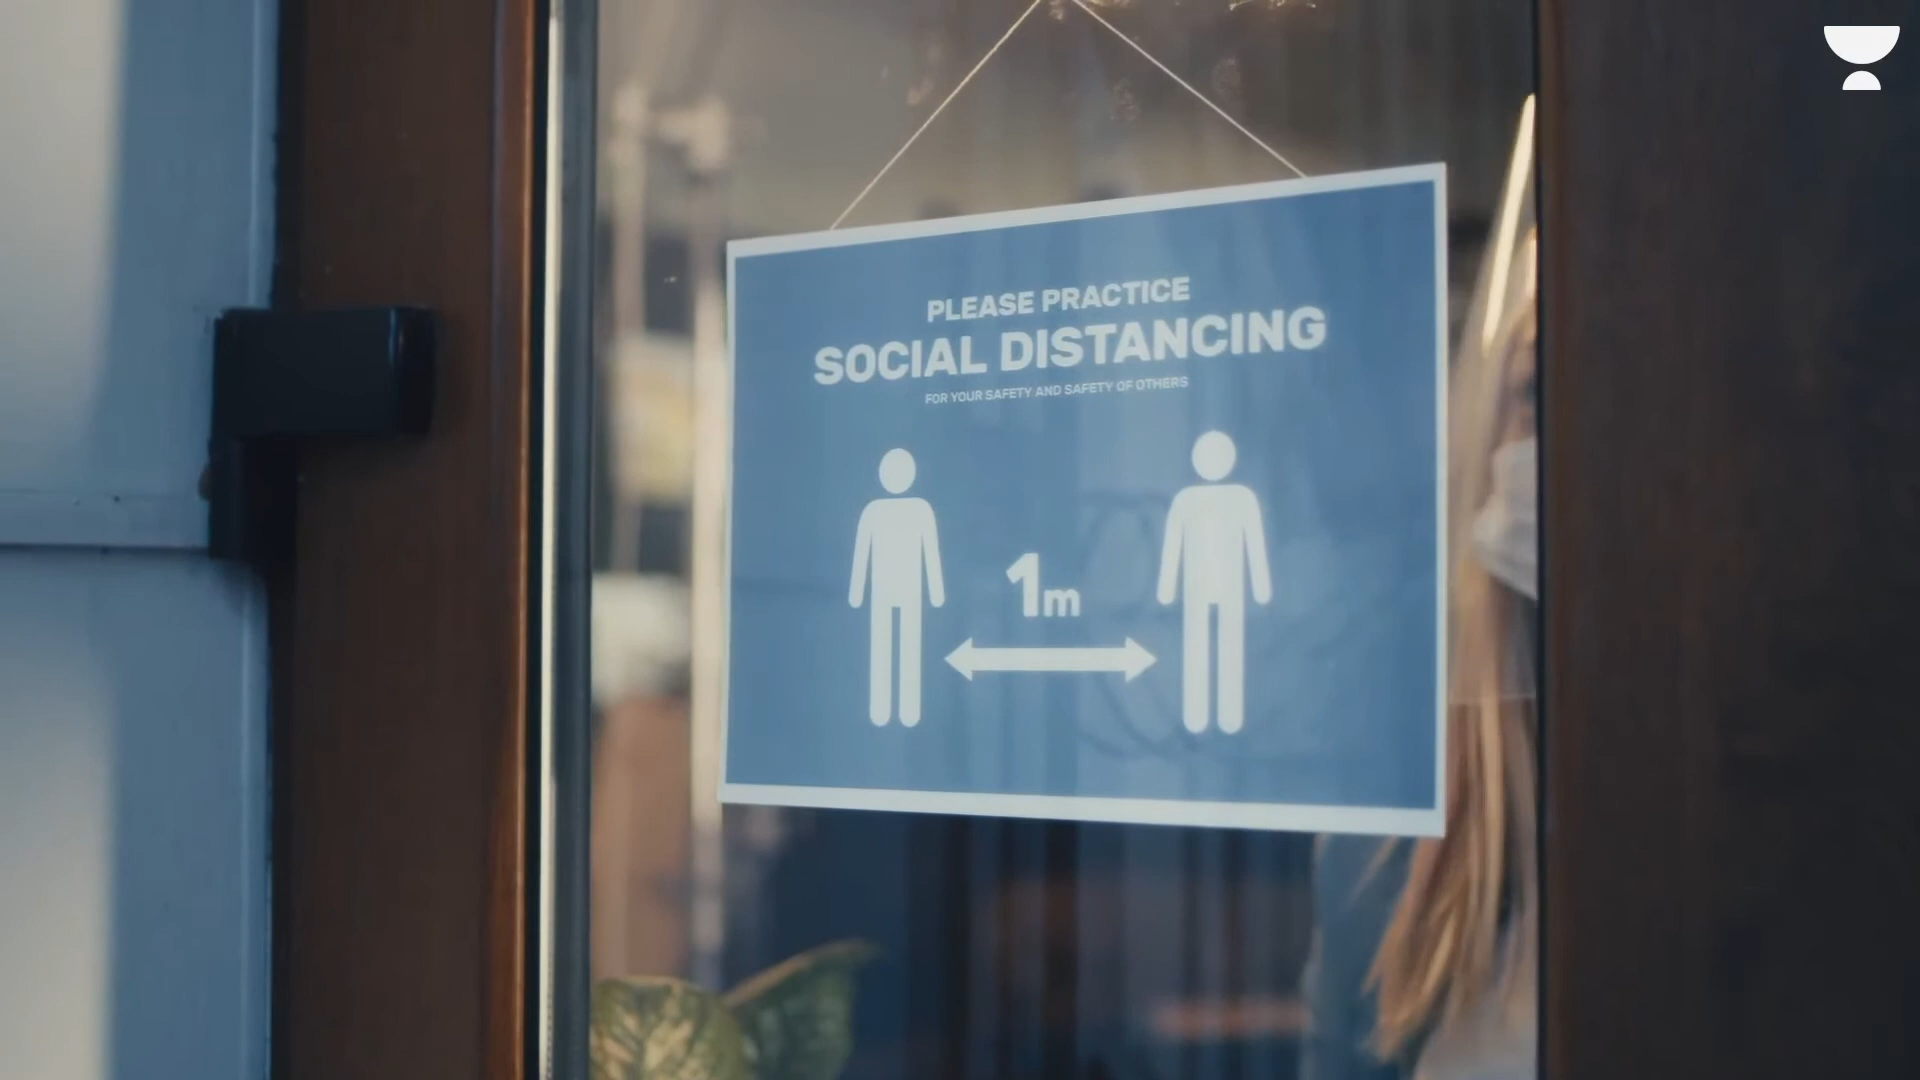 PLEASE PRACTICE
SOCIAL DISTANCING
FOR YOUR SAFETY AND SAFETY OF OTHERS
1m